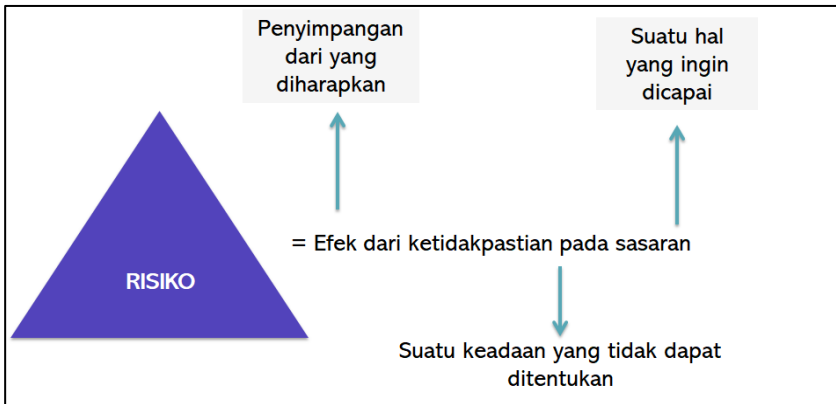 Penyimpangan
dari yang
diharapkan
Suatu hal
yang ingin
dicapai
RISIKO
= Efek dari ketidakpastian pada sasaran
Suatu keadaan yang tidak dapat
ditentukan